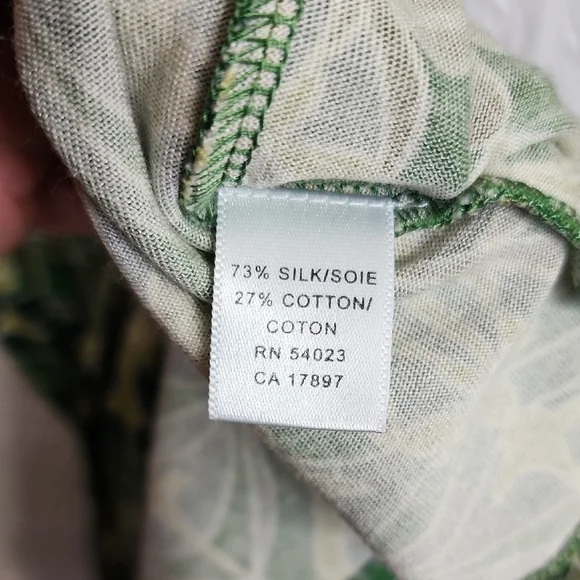 73% SILK/SOIE
27% COTTON/
COTON
RN 54023
CA 17897